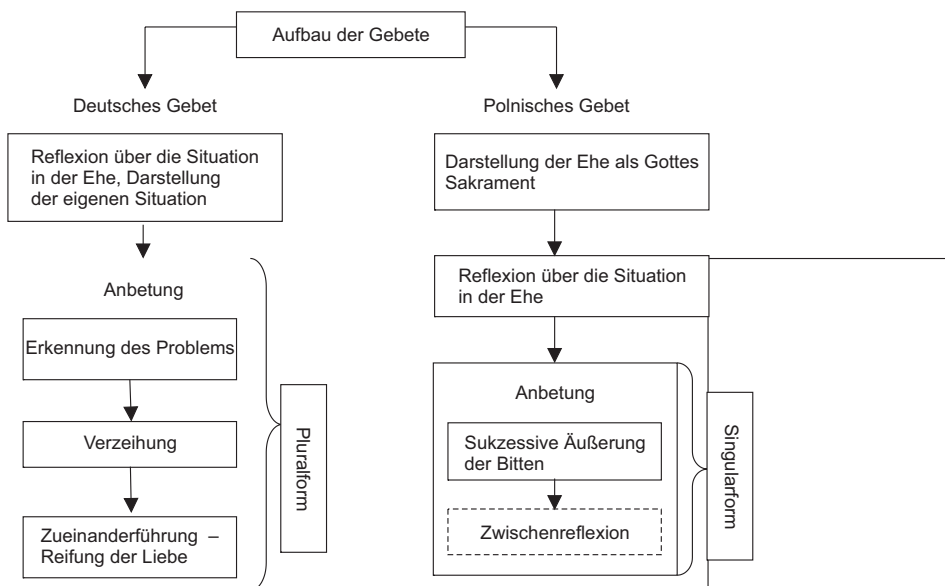 Aufbau der Gebete
Deutsches Gebet
Reflexion über die Situation
in der Ehe, Darstellung
der eigenen Situation
Anbetung
Erkennung des Problems
Verzeihung
Zueinanderführung –
Reifung der Liebe
Pluralform
Polnisches Gebet
Darstellung der Ehe als Gottes
Sakrament
Reflexion über die Situation
in der Ehe
Anbetung
Sukzessive Äußerung
der Bitten
Zwischenreflexion
Singularform